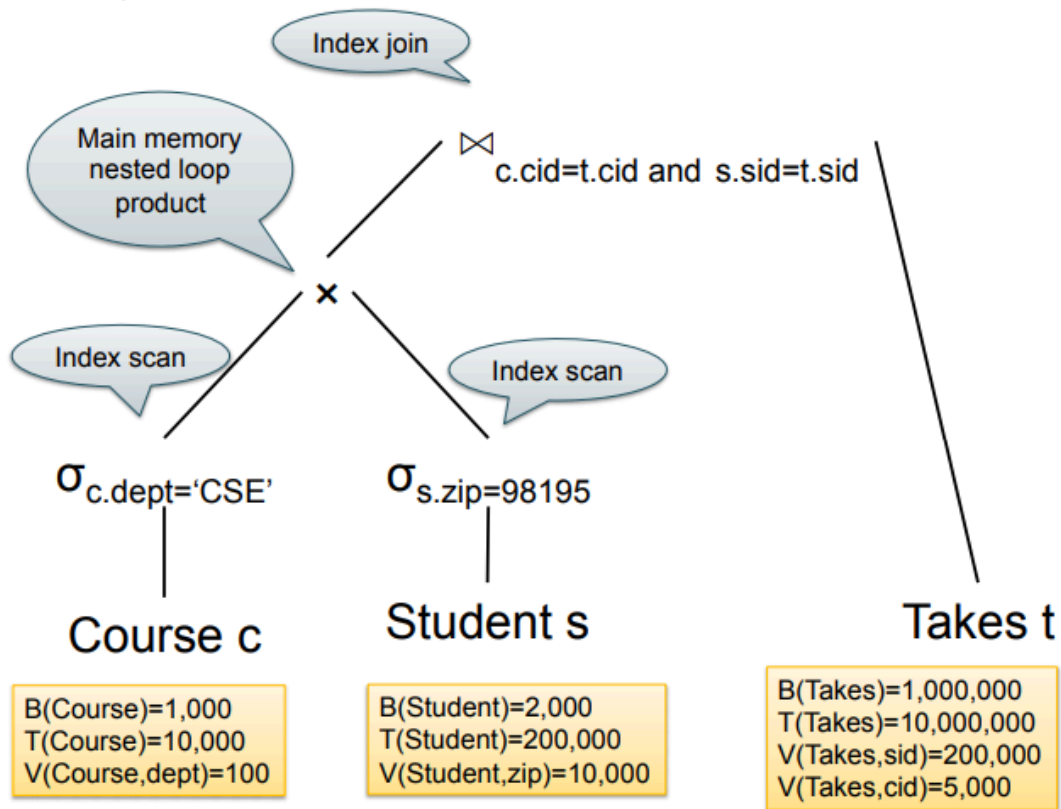 Index join
Main memory
nested loop
product
⋈
c.cid=t.cid and s.sid=t.sid
×
Index scan
Index scan
σc.dept=‘CSE’
σs.zip=98195
Course c
Student s
Takes t
B(Course)=1,000
T(Course)=10,000
V(Course,dept)=100
B(Student)=2,000
T(Student)=200,000
V(Student,zip)=10,000
B(Takes)=1,000,000
T(Takes)=10,000,000
V(Takes,sid)=200,000
V(Takes,cid)=5,000